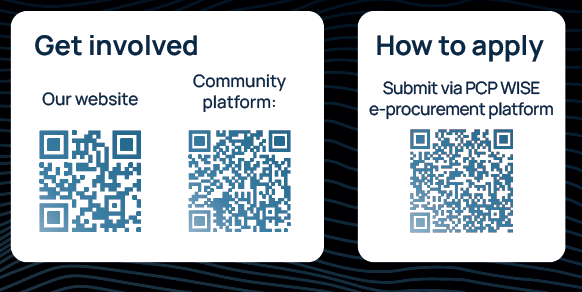 Get involved
Our website
Community
platform:
How to apply
Submit via PCP WISE
e-procurement platform